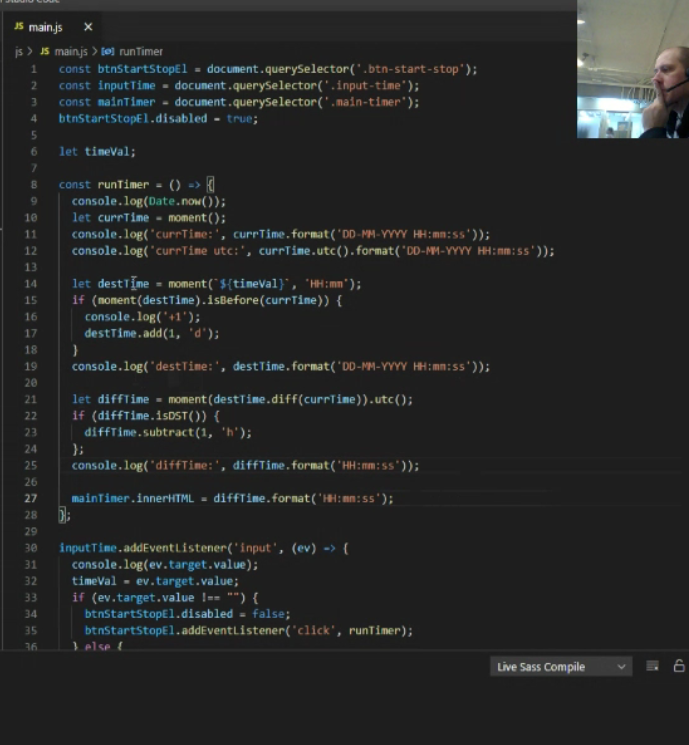 Studio Code
JS main.js ×
js > JS main.js > runTimer
1 const btnStartStopEl = document.querySelector('.btn-start-stop');
2 const inputTime = document.querySelector('.input-time');
3 const mainTimer = document.querySelector('.main-timer');
4 btnStartStopEl.disabled = true;
5
6 let timeVal;
7
8 const runTimer = () => {
9 console.log(Date.now());
10 let currTime = moment();
11 console.log('currTime:', currTime.format('DD-MM-YYYY HH:mm:ss'));
12 console.log('currTime utc:', currTime.utc().format('DD-MM-YYYY HH:mm:ss'));
13
14 let destTime = moment(`${timeVal}`, 'HH:mm');
15 if (moment(destTime).isBefore(currTime)) {
16 console.log('+1');
17 destTime.add(1, 'd');
18 }
19 console.log('destTime:', destTime.format('DD-MM-YYYY HH:mm:ss'));
20
21 let diffTime = moment(destTime.diff(currTime)).utc();
22 if (diffTime.isDST()) {
23 diffTime.subtract(1, 'h');
24 };
25 console.log('diffTime:', diffTime.format('HH:mm:ss'));
26
27 mainTimer.innerHTML = diffTime.format('HH:mm:ss');
28 };
29
30 inputTime.addEventListener('input', (ev) => {
31 console.log(ev.target.value);
32 timeVal = ev.target.value;
33 if (ev.target.value !== "") {
34 btnStartStopEl.disabled = false;
35 btnStartStopEl.addEventListener('click', runTimer);
36 } else {
Live Sass Compile